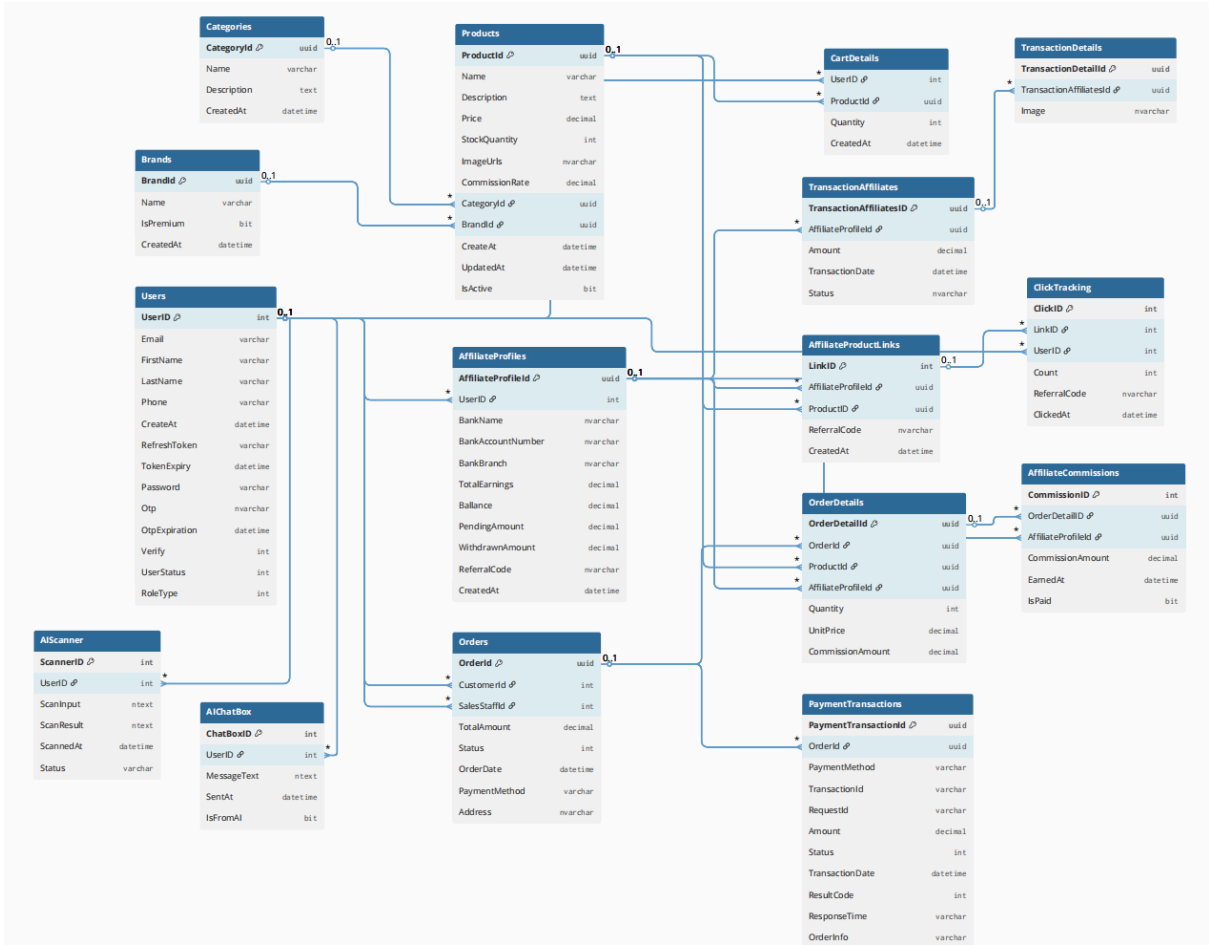 Categories
CategoryId uuid 0..1
Name varchar
Description text
CreatedAt datetime
Products
ProductId uuid 0..1
Name varchar
Description text
Price decimal
StockQuantity int
ImageUrls nvarchar
CommissionRate decimal
* CategoryId uuid
* BrandId uuid
CreateAt datetime
UpdatedAt datetime
IsActive bit
CartDetails
* UserID int
* ProductId uuid
Quantity int
CreatedAt datetime
TransactionDetails
TransactionDetailId uuid
* TransactionAffiliatesId uuid
Image nvarchar
Brands
BrandId uuid 0..1
Name varchar
IsPremium bit
CreatedAt datetime
TransactionAffiliates
TransactionAffiliatesID uuid 0..1
* AffiliateProfileId uuid
Amount decimal
TransactionDate datetime
Status nvarchar
Users
UserID int 0..1
Email varchar
FirstName varchar
LastName varchar
Phone varchar
CreateAt datetime
RefreshToken varchar
TokenExpiry datetime
Password varchar
Otp nvarchar
OtpExpiration datetime
Verify int
UserStatus int
RoleType int
ClickTracking
ClickID int
* LinkID int
* UserID int
Count int
ReferralCode nvarchar
ClickedAt datetime
AffiliateProfiles
AffiliateProfileId uuid 0..1
* UserID int
BankName nvarchar
BankAccountNumber nvarchar
BankBranch nvarchar
TotalEarnings decimal
Ballance decimal
PendingAmount decimal
WithdrawnAmount decimal
ReferralCode nvarchar
CreatedAt datetime
AffiliateProductLinks
LinkID int 0..1
* AffiliateProfileId uuid
* ProductID uuid
ReferralCode nvarchar
CreatedAt datetime
AffiliateCommissions
CommissionID int
* OrderDetailID uuid
* AffiliateProfileId uuid
CommissionAmount decimal
EarnedAt datetime
IsPaid bit
OrderDetails
OrderDetailId uuid 0..1
* OrderId uuid
* ProductId uuid
* AffiliateProfileId uuid
Quantity int
UnitPrice decimal
CommissionAmount decimal
AIScanner
ScannerID int
UserID int *
ScanInput ntext
ScanResult ntext
ScannedAt datetime
Status varchar
AIChatBox
ChatBoxID int
UserID int *
MessageText ntext
SentAt datetime
IsFromAI bit
Orders
OrderId uuid 0..1
* CustomerId int
* SalesStaffId int
TotalAmount decimal
Status int
OrderDate datetime
PaymentMethod varchar
Address nvarchar
PaymentTransactions
PaymentTransactionId uuid
* OrderId uuid
PaymentMethod varchar
TransactionId varchar
RequestId varchar
Amount decimal
Status int
TransactionDate datetime
ResultCode int
ResponseTime varchar
OrderInfo varchar